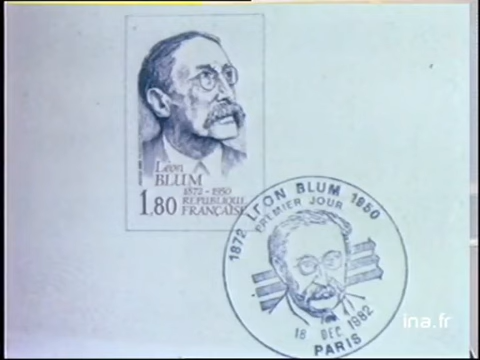 Léon
BLUM
1872-1950
1,80 REPUBLIQUE
FRANÇAISE
1872 LÉON BLUM 1950
PREMIER JOUR
18 DEC. 1982
PARIS
ina.fr